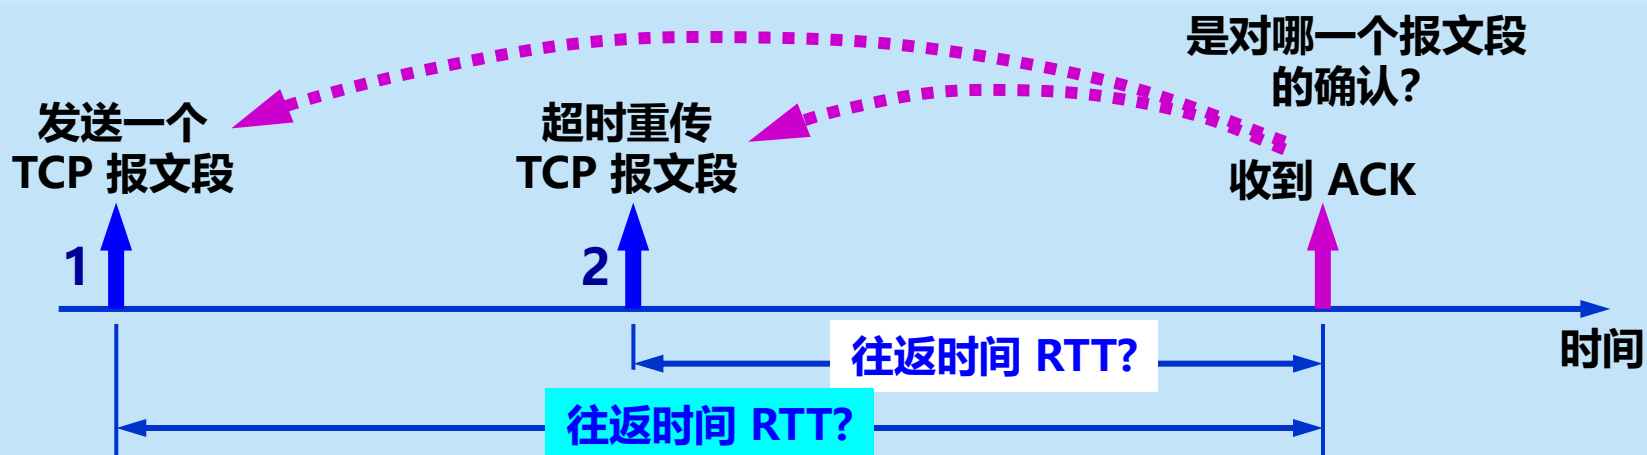 是对哪一个报文段
的确认？
发送一个
TCP 报文段
超时重传
TCP 报文段
收到 ACK
1
2
时间
往返时间 RTT?
往返时间 RTT?